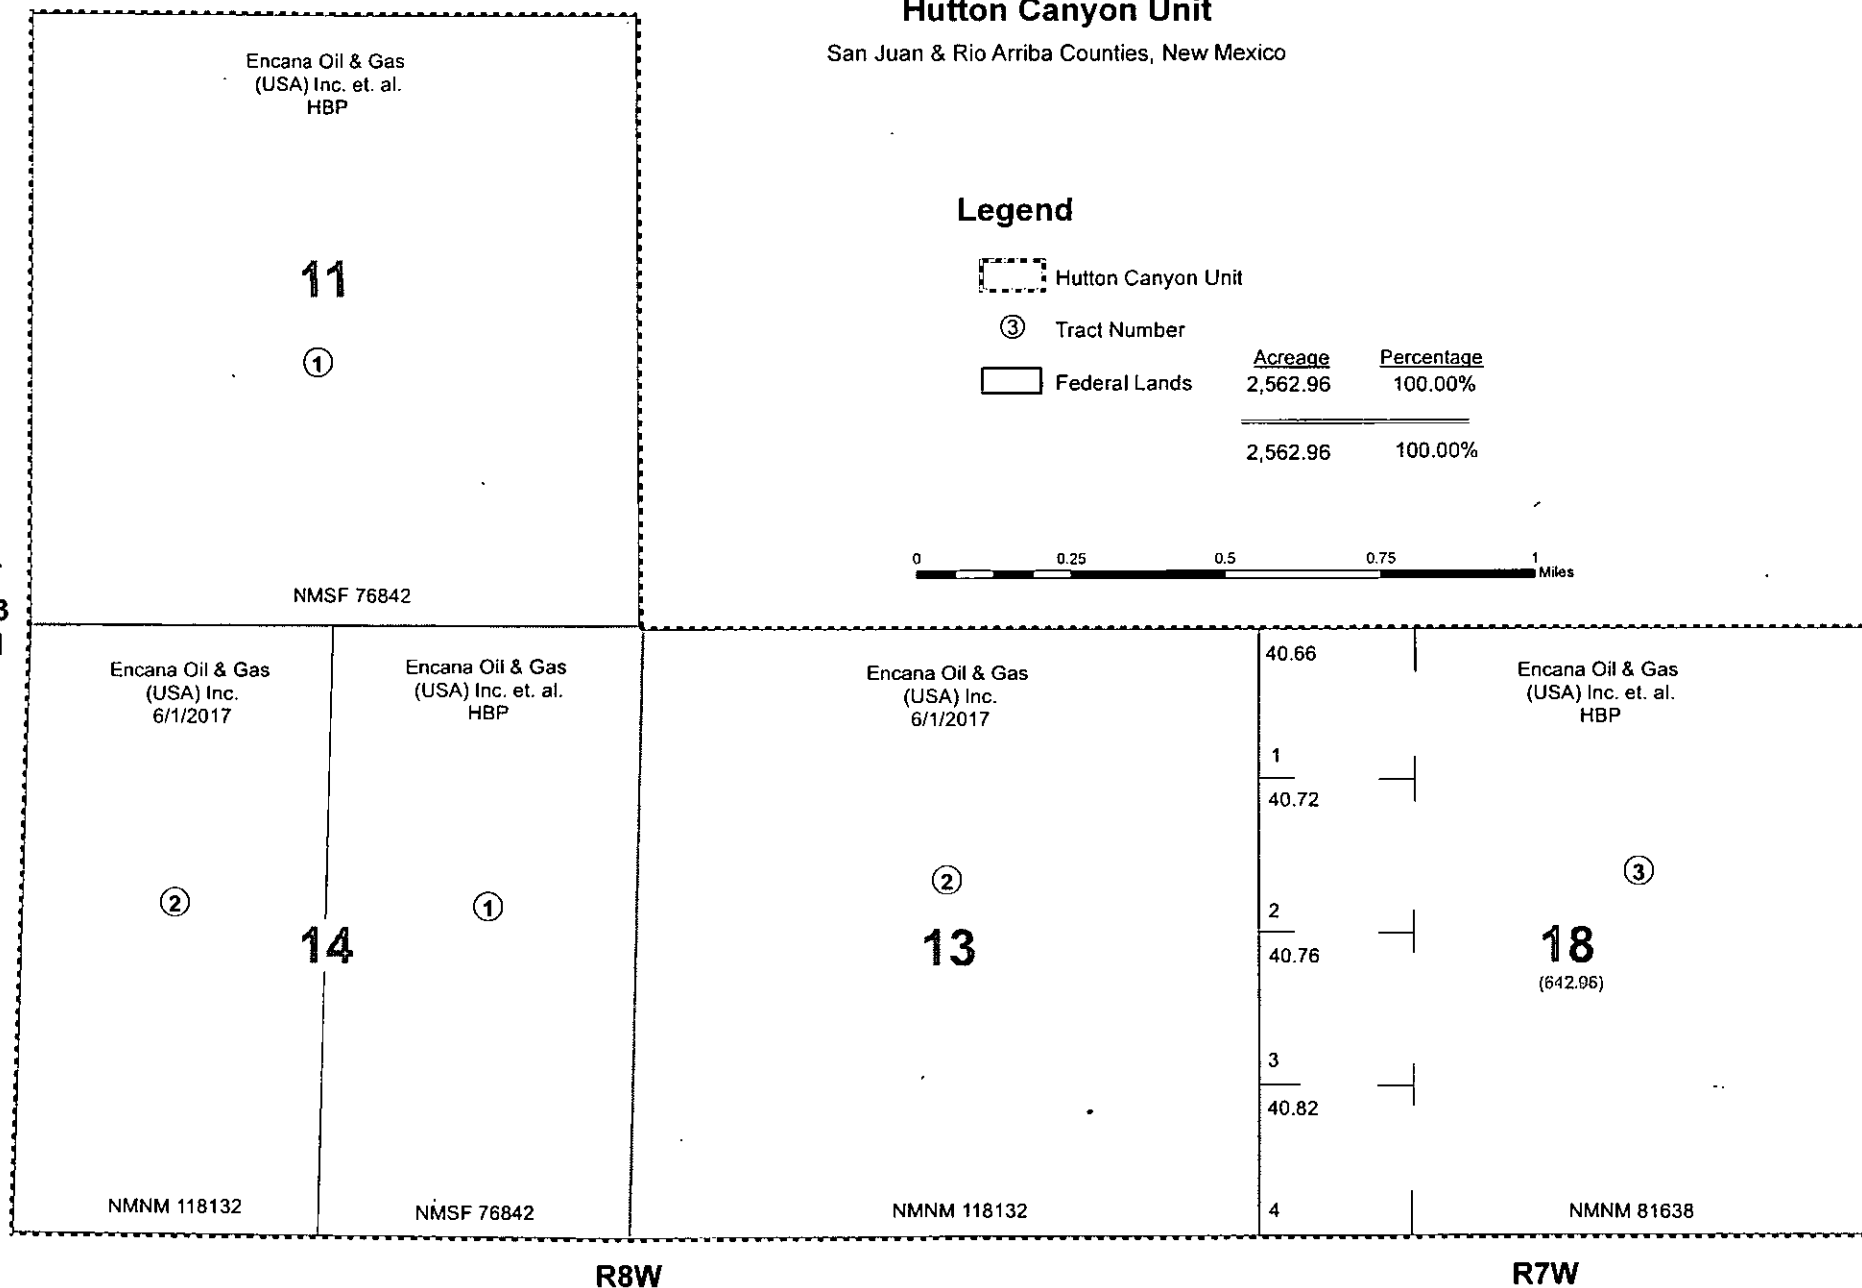 Hutton Canyon Unit
San Juan & Rio Arriba Counties, New Mexico
Encana Oil & Gas
(USA) Inc. et. al.
HBP
11
1
NMSF 76842
Legend
Hutton Canyon Unit
3 Tract Number
Acreage Percentage
Federal Lands 2,562.96 100.00%
2,562.96 100.00%
0 0.25 0.5 0.75 1
Miles
Encana Oil & Gas
(USA) Inc.
6/1/2017
2
NMNM 118132
Encana Oil & Gas
(USA) Inc. et. al.
HBP
1
14
NMSF 76842
Encana Oil & Gas
(USA) Inc.
6/1/2017
2
13
NMNM 118132
40.66
1
40.72
2
40.76
3
40.82
4
Encana Oil & Gas
(USA) Inc. et. al.
HBP
3
18
(642.96)
NMNM 81638
R8W
R7W